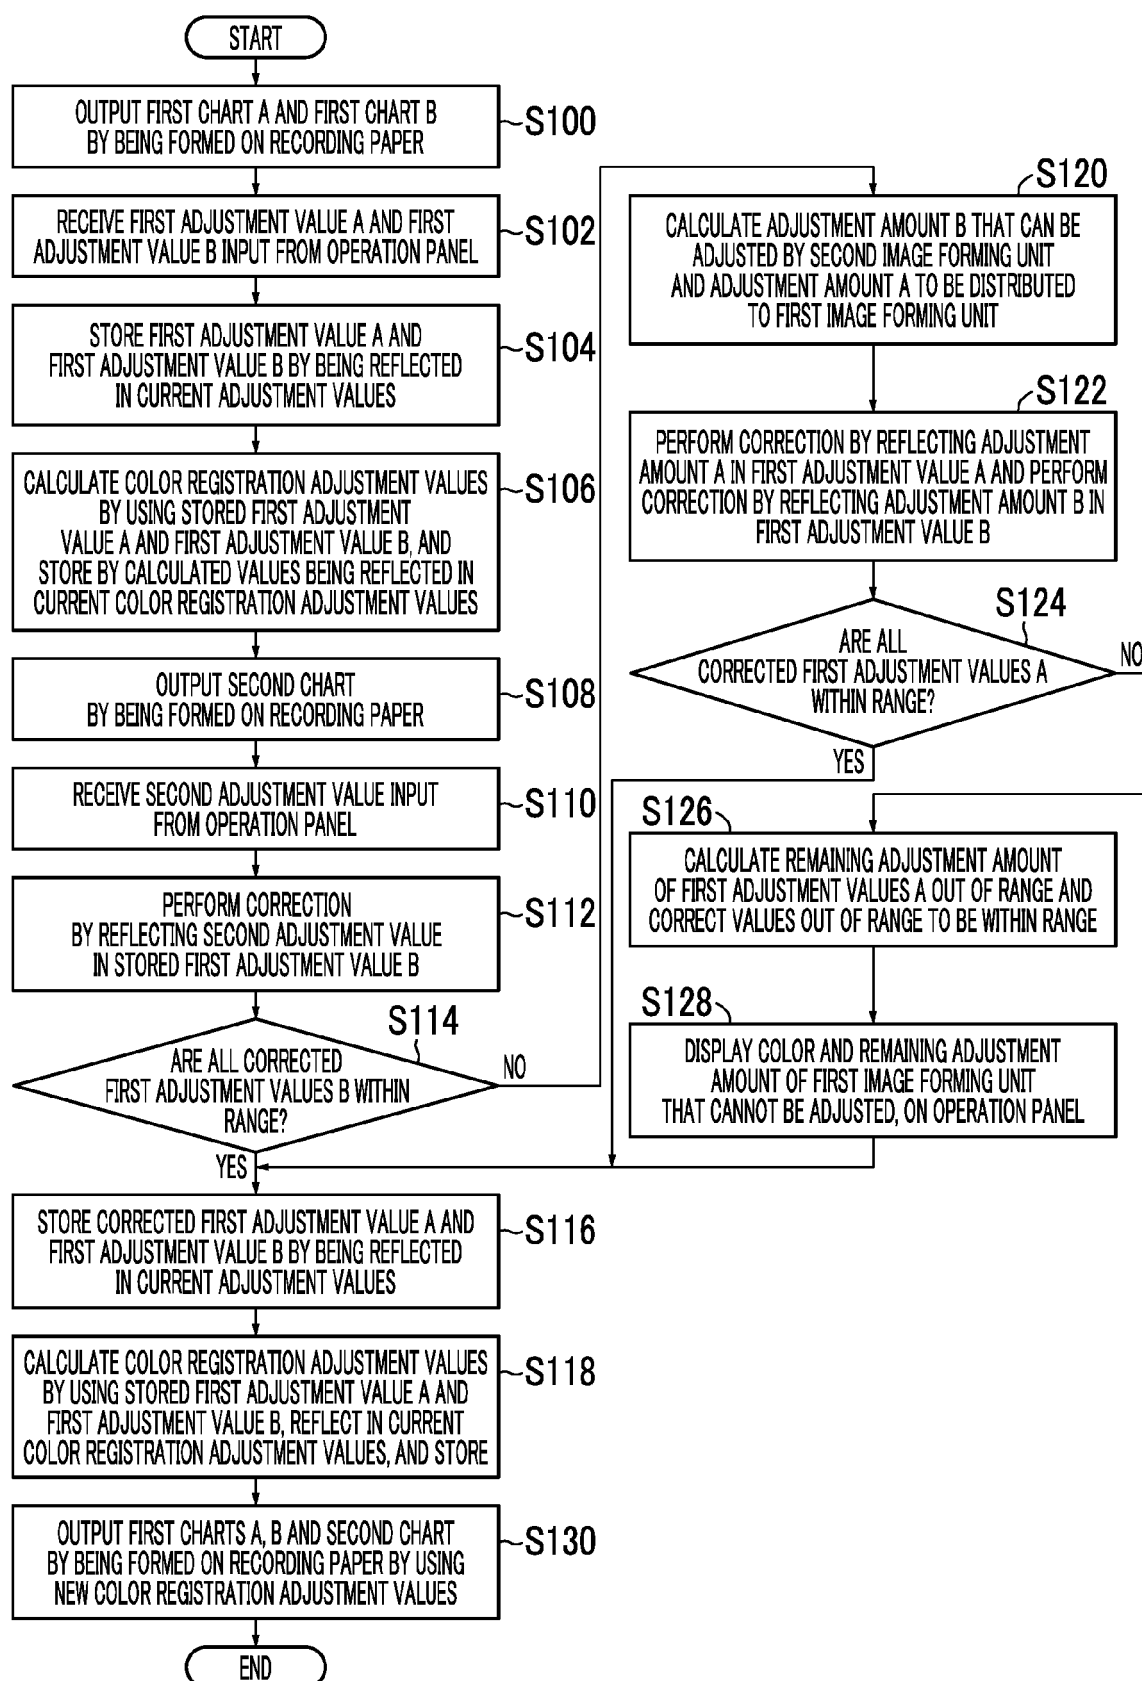 START
OUTPUT FIRST CHART A AND FIRST CHART B
BY BEING FORMED ON RECORDING PAPER
S100
RECEIVE FIRST ADJUSTMENT VALUE A AND FIRST
ADJUSTMENT VALUE B INPUT FROM OPERATION PANEL
S102
STORE FIRST ADJUSTMENT VALUE A AND
FIRST ADJUSTMENT VALUE B BY BEING REFLECTED
IN CURRENT ADJUSTMENT VALUES
S104
CALCULATE COLOR REGISTRATION ADJUSTMENT VALUES
BY USING STORED FIRST ADJUSTMENT
VALUE A AND FIRST ADJUSTMENT VALUE B, AND
STORE BY CALCULATED VALUES BEING REFLECTED IN
CURRENT COLOR REGISTRATION ADJUSTMENT VALUES
S106
OUTPUT SECOND CHART
BY BEING FORMED ON RECORDING PAPER
S108
RECEIVE SECOND ADJUSTMENT VALUE INPUT
FROM OPERATION PANEL
S110
PERFORM CORRECTION
BY REFLECTING SECOND ADJUSTMENT VALUE
IN STORED FIRST ADJUSTMENT VALUE B
S112
S114
ARE ALL CORRECTED
FIRST ADJUSTMENT VALUES B WITHIN
RANGE?
NO
YES
STORE CORRECTED FIRST ADJUSTMENT VALUE A AND
FIRST ADJUSTMENT VALUE B BY BEING REFLECTED
IN CURRENT ADJUSTMENT VALUES
S116
CALCULATE COLOR REGISTRATION ADJUSTMENT VALUES
BY USING STORED FIRST ADJUSTMENT VALUE A AND
FIRST ADJUSTMENT VALUE B, REFLECT IN CURRENT
COLOR REGISTRATION ADJUSTMENT VALUES, AND STORE
S118
OUTPUT FIRST CHARTS A, B AND SECOND CHART
BY BEING FORMED ON RECORDING PAPER BY USING
NEW COLOR REGISTRATION ADJUSTMENT VALUES
S130
END
S120
CALCULATE ADJUSTMENT AMOUNT B THAT CAN BE
ADJUSTED BY SECOND IMAGE FORMING UNIT
AND ADJUSTMENT AMOUNT A TO BE DISTRIBUTED
TO FIRST IMAGE FORMING UNIT
S122
PERFORM CORRECTION BY REFLECTING ADJUSTMENT
AMOUNT A IN FIRST ADJUSTMENT VALUE A AND PERFORM
CORRECTION BY REFLECTING ADJUSTMENT AMOUNT B IN
FIRST ADJUSTMENT VALUE B
S124
ARE ALL
CORRECTED FIRST ADJUSTMENT VALUES A
WITHIN RANGE?
NO
YES
S126
CALCULATE REMAINING ADJUSTMENT AMOUNT
OF FIRST ADJUSTMENT VALUES A OUT OF RANGE AND
CORRECT VALUES OUT OF RANGE TO BE WITHIN RANGE
S128
DISPLAY COLOR AND REMAINING ADJUSTMENT
AMOUNT OF FIRST IMAGE FORMING UNIT
THAT CANNOT BE ADJUSTED, ON OPERATION PANEL